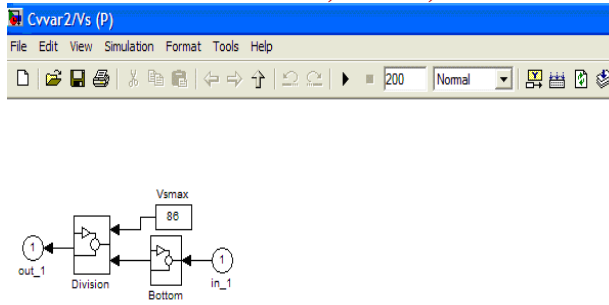 Cvvar2/Vs (P)
File Edit View Simulation Format Tools Help
200 Normal
Vsmax
86
1
out_1
Division
Bottom
1
in_1